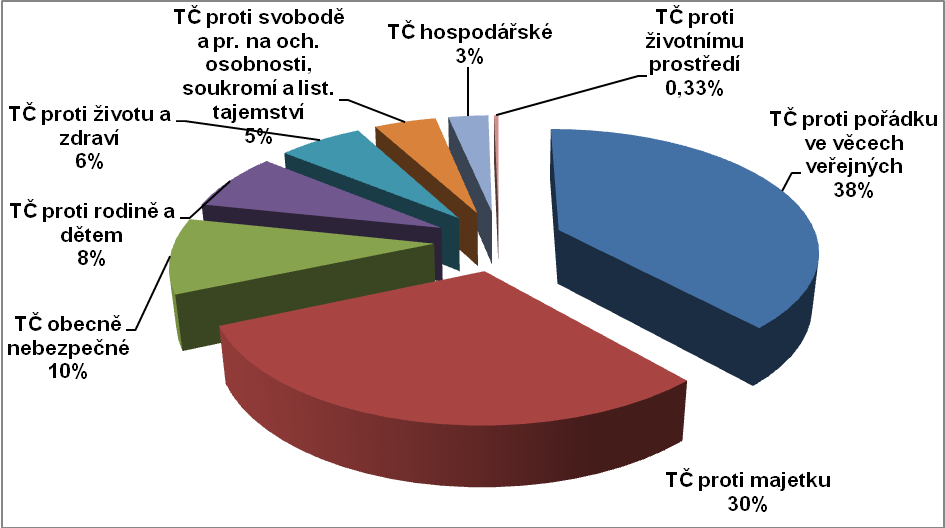 TČ proti svobodě
a pr. na och.
osobnosti,
soukromí a list.
tajemství
5%
TČ hospodářské
3%
TČ proti
životnímu
prostředí
0,33%
TČ proti pořádku
ve věcech
veřejných
38%
TČ proti životu a
zdraví
6%
TČ proti rodině a
dětem
8%
TČ obecně
nebezpečné
10%
TČ proti majetku
30%